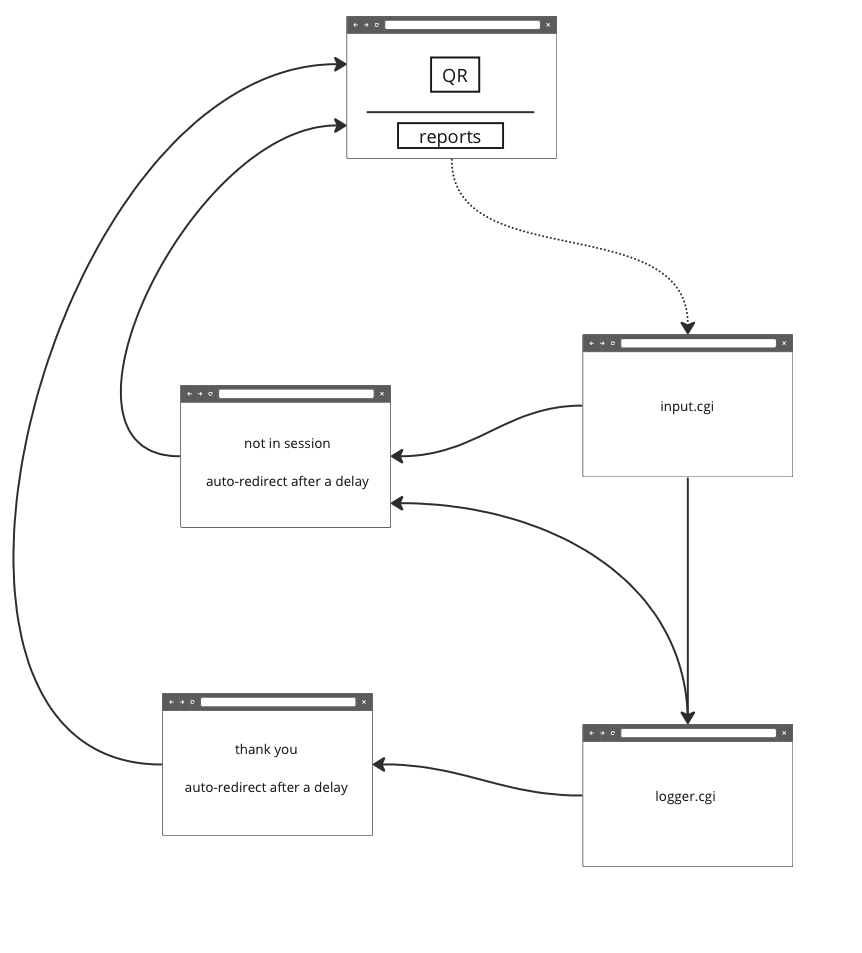 QR
reports
input.cgi
not in session
auto-redirect after a delay
thank you
auto-redirect after a delay
logger.cgi